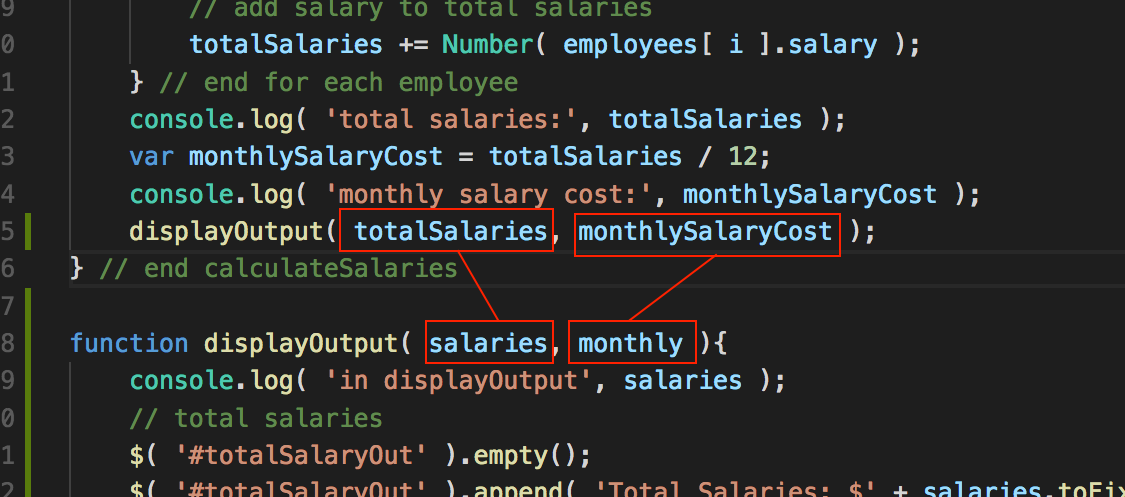 9 // add salary to total salaries
0 totalSalaries += Number( employees[ i ].salary );
1 } // end for each employee
2 console.log( 'total salaries:', totalSalaries );
3 var monthlySalaryCost = totalSalaries / 12;
4 console.log( 'monthly salary cost:', monthlySalaryCost );
5 displayOutput( totalSalaries, monthlySalaryCost );
6 } // end calculateSalaries
7
8 function displayOutput( salaries, monthly ){
9 console.log( 'in displayOutput', salaries );
0 // total salaries
1 $( '#totalSalaryOut' ).empty();
2 $( '#totalSalaryOut' ).append( 'Total Salaries: $' + salaries.toFix